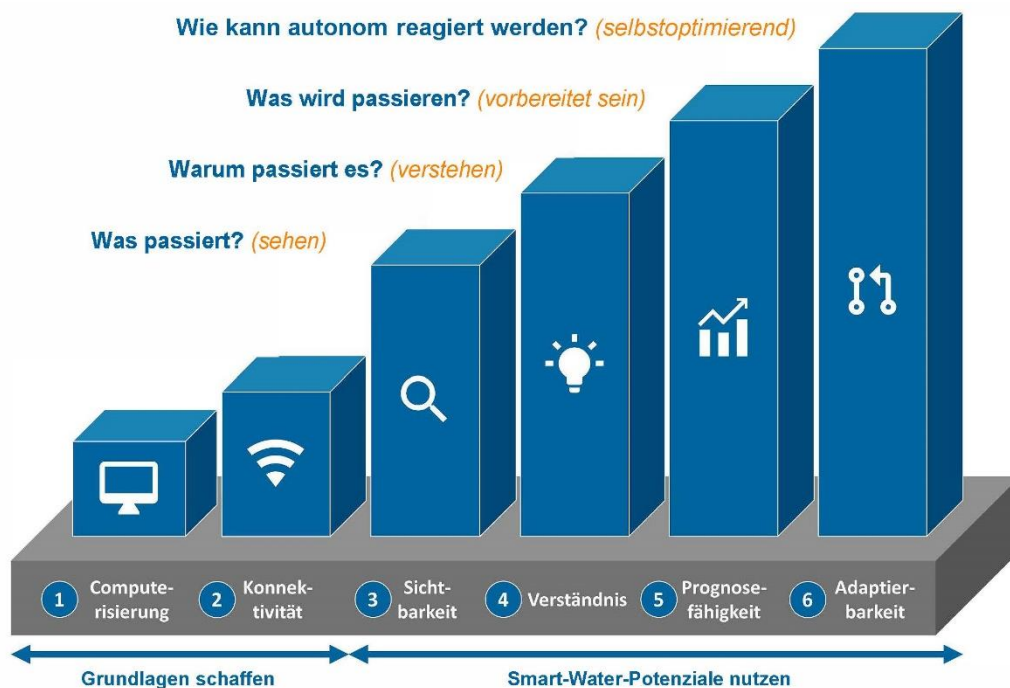 Wie kann autonom reagiert werden? (selbstoptimierend)
Was wird passieren? (vorbereitet sein)
Warum passiert es? (verstehen)
Was passiert? (sehen)
1 Compute-
risierung
2 Konnek-
tivität
3 Sicht-
barkeit
4 Verständnis
5 Prognose-
fähigkeit
6 Adaptier-
barkeit
Grundlagen schaffen
Smart-Water-Potenziale nutzen